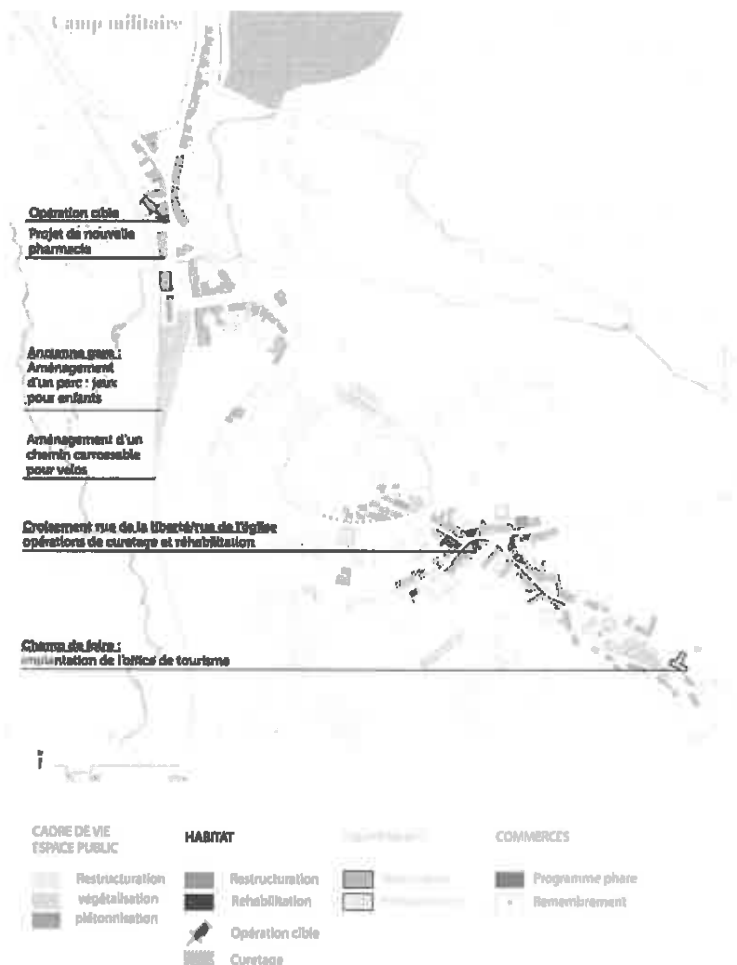 Camp militaire
Opération cible
Projet de nouvelle
pharmacie
Ancienne gare :
Aménagement
d'un parc : jeux
pour enfants
Aménagement d'un
chemin carrossable
pour velos
Croisement rue de la liberté/rue de l'église
opérations de curetage et réhabilitation
Champ de foire :
implantation de l'office de tourisme
CADRE DE VIE
ESPACE PUBLIC
Restructuration
végétalisation
piétonnisation
HABITAT
Restructuration
Rehabilitation
Opération cible
Curetage
COMMERCES
Programme phare
Remembrement